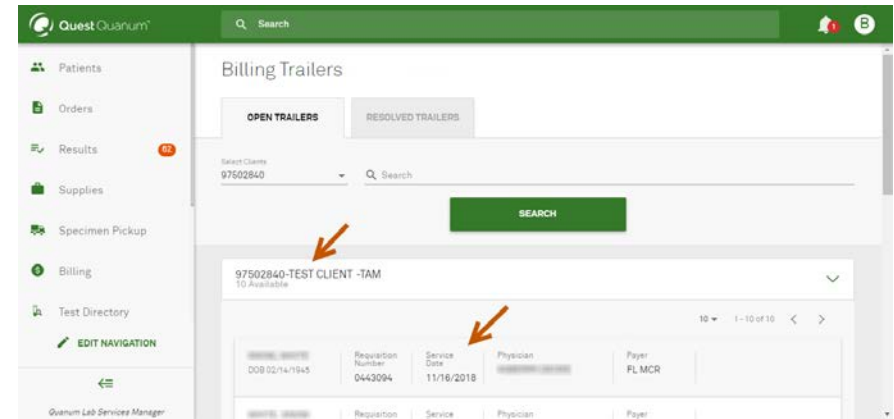 Quest Quanum™
Search
1
B
Patients
Orders
Results 62
Supplies
Specimen Pickup
Billing
Test Directory
EDIT NAVIGATION
Quanum Lab Services Manager
Billing Trailers
OPEN TRAILERS
RESOLVED TRAILERS
Select Clients
97502840
Search
SEARCH
97502840-TEST CLIENT -TAM
10 Available
10 1-10 of 10
Requisition Service Physician Payer
Number Date
DOB 02/14/1945 0443094 11/16/2018 FL MCR
Requisition Service Physician Payer